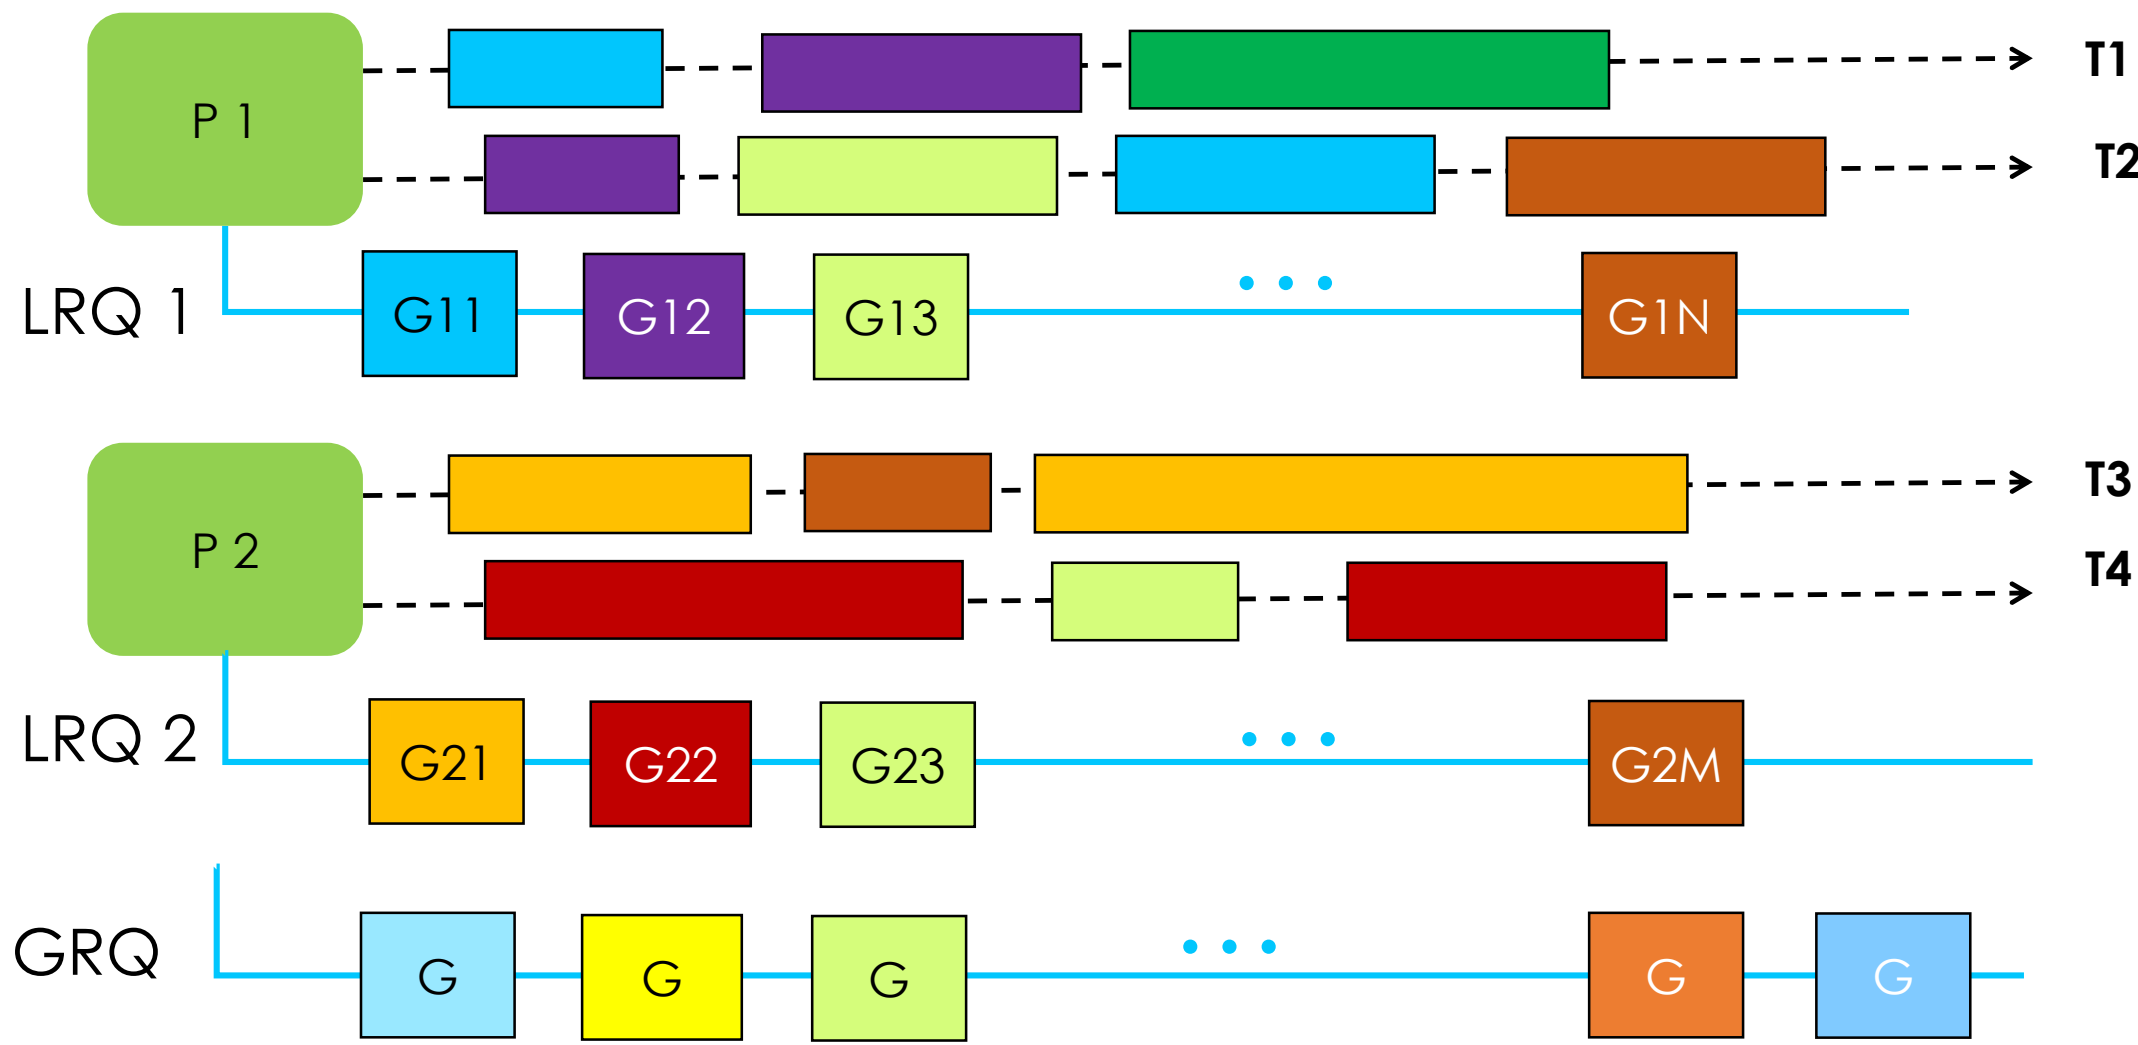 T1
P 1
T2
LRQ 1
G11 G12 G13 G1N
T3
P 2
T4
LRQ 2
G21 G22 G23 G2M
GRQ
G G G G G